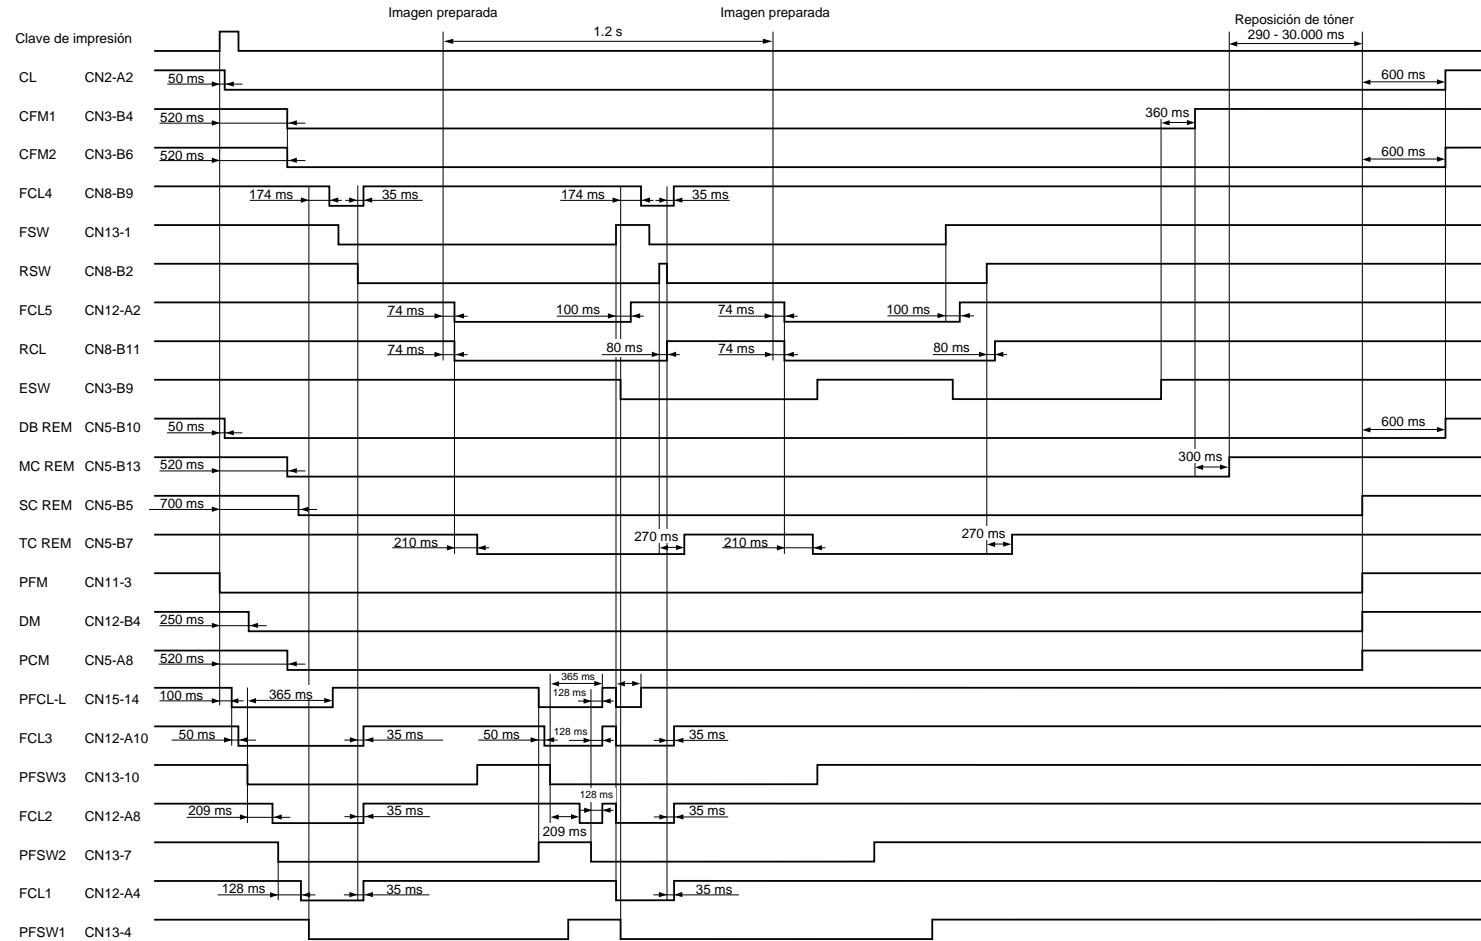 Imagen preparada Imagen preparada
Reposición de tóner
Clave de impresión 1.2 s 290 - 30.000 ms
CL CN2-A2 50 ms 600 ms
CFM1 CN3-B4 520 ms 360 ms
CFM2 CN3-B6 520 ms 600 ms
FCL4 CN8-B9 174 ms 35 ms 174 ms 35 ms
FSW CN13-1
RSW CN8-B2
FCL5 CN12-A2 74 ms 100 ms 74 ms 100 ms
RCL CN8-B11 74 ms 80 ms 74 ms 80 ms
ESW CN3-B9
DB REM CN5-B10 50 ms 600 ms
MC REM CN5-B13 520 ms 300 ms
SC REM CN5-B5 700 ms
TC REM CN5-B7 210 ms 270 ms 210 ms 270 ms
PFM CN11-3
DM CN12-B4 250 ms
PCM CN5-A8 520 ms
365 ms
PFCL-L CN15-14 100 ms 365 ms 128 ms
FCL3 CN12-A10 50 ms 35 ms 50 ms 128 ms 35 ms
PFSW3 CN13-10
128 ms
FCL2 CN12-A8 209 ms 35 ms 35 ms
209 ms
PFSW2 CN13-7
FCL1 CN12-A4 128 ms 35 ms 35 ms
PFSW1 CN13-4